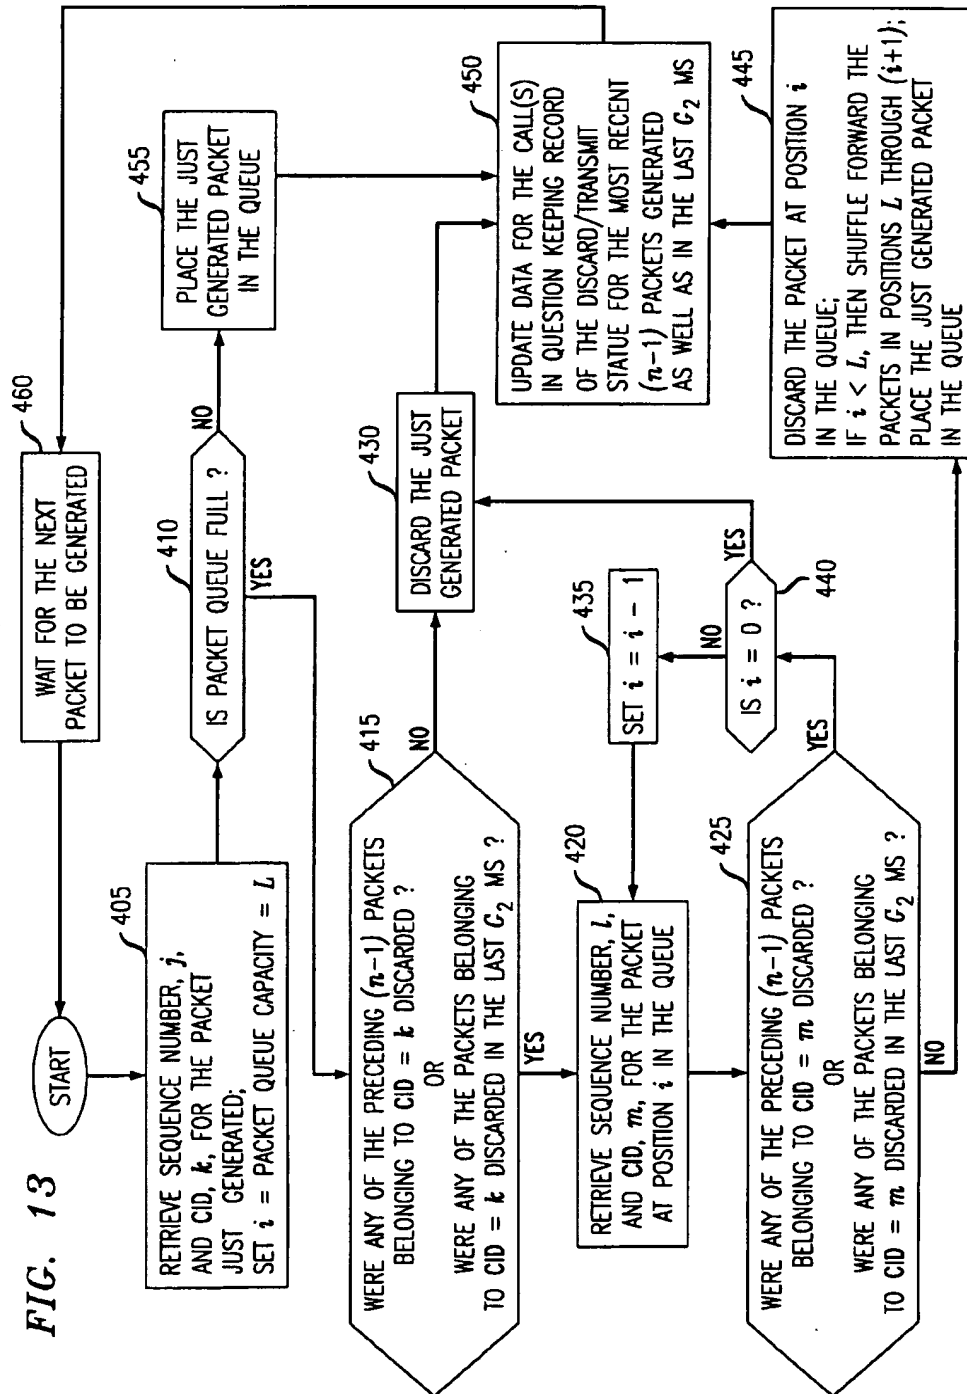 FIG. 13
START
405
RETRIEVE SEQUENCE NUMBER, j,
AND CID, k, FOR THE PACKET
JUST GENERATED;
SET i = PACKET QUEUE CAPACITY = L
460
WAIT FOR THE NEXT
PACKET TO BE GENERATED
410
IS PACKET QUEUE FULL ?
NO
YES
455
PLACE THE JUST
GENERATED PACKET
IN THE QUEUE
415
WERE ANY OF THE PRECEDING (n-1) PACKETS
BELONGING TO CID = k DISCARDED ?
OR
WERE ANY OF THE PACKETS BELONGING
TO CID = k DISCARDED IN THE LAST G2 MS ?
NO
YES
430
DISCARD THE JUST
GENERATED PACKET
450
UPDATE DATA FOR THE CALL(S)
IN QUESTION KEEPING RECORD
OF THE DISCARD/TRANSMIT
STATUE FOR THE MOST RECENT
(n-1) PACKETS GENERATED
AS WELL AS IN THE LAST G2 MS
420
RETRIEVE SEQUENCE NUMBER, l,
AND CID, m, FOR THE PACKET
AT POSITION i IN THE QUEUE
435
SET i = i - 1
NO
IS i = 0 ?
YES
440
425
WERE ANY OF THE PRECEDING (n-1) PACKETS
BELONGING TO CID = m DISCARDED ?
OR
WERE ANY OF THE PACKETS BELONGING
TO CID = m DISCARDED IN THE LAST G2 MS ?
YES
NO
445
DISCARD THE PACKET AT POSITION i
IN THE QUEUE;
IF i < L, THEN SHUFFLE FORWARD THE
PACKETS IN POSITIONS L THROUGH (i+1);
PLACE THE JUST GENERATED PACKET
IN THE QUEUE